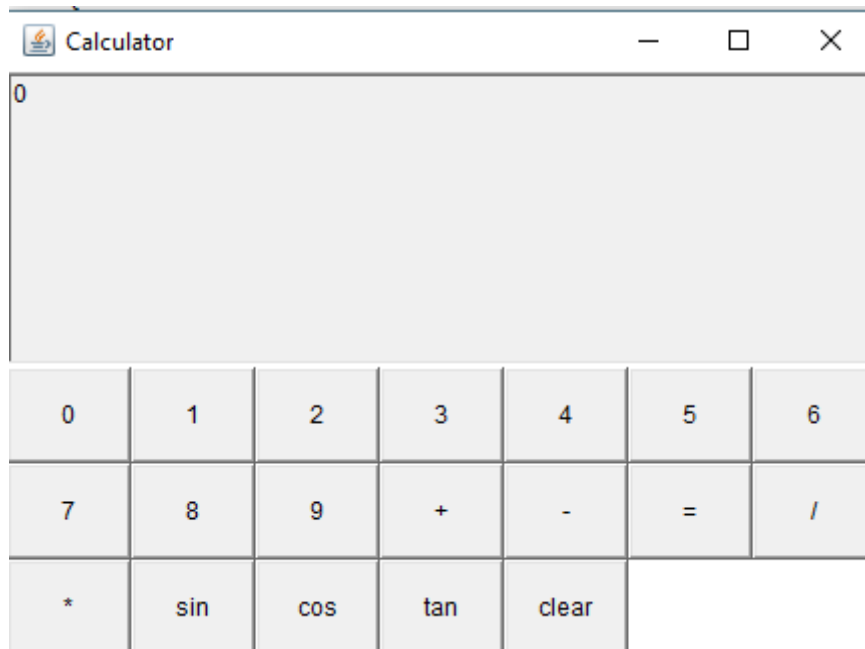 Calculator
0
0 1 2 3 4 5 6
7 8 9 + - = /
* sin cos tan clear